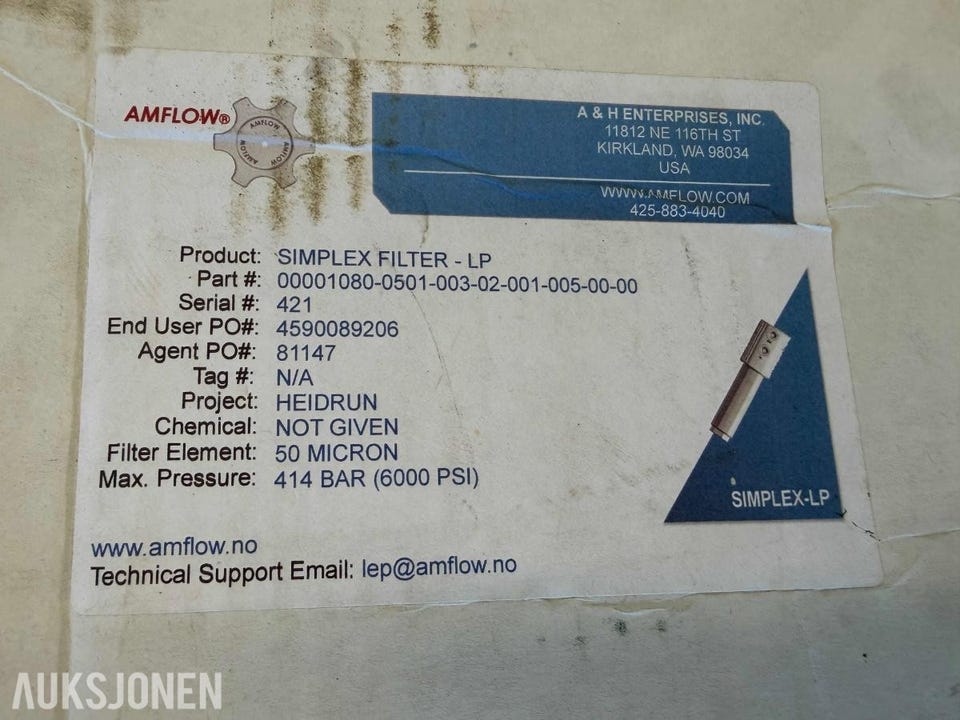 AMFLOW®
AMFLOW
AMFLOW
AMFLOW
A & H ENTERPRISES, INC.
11812 NE 116TH ST
KIRKLAND, WA 98034
USA
WWW.AMFLOW.COM
425-883-4040
Product: SIMPLEX FILTER - LP
Part #: 00001080-0501-003-02-001-005-00-00
Serial #: 421
End User PO#: 4590089206
Agent PO#: 81147
Tag #: N/A
Project: HEIDRUN
Chemical: NOT GIVEN
Filter Element: 50 MICRON
Max. Pressure: 414 BAR (6000 PSI)
SIMPLEX-LP
www.amflow.no
Technical Support Email: lep@amflow.no
AUKSJONEN